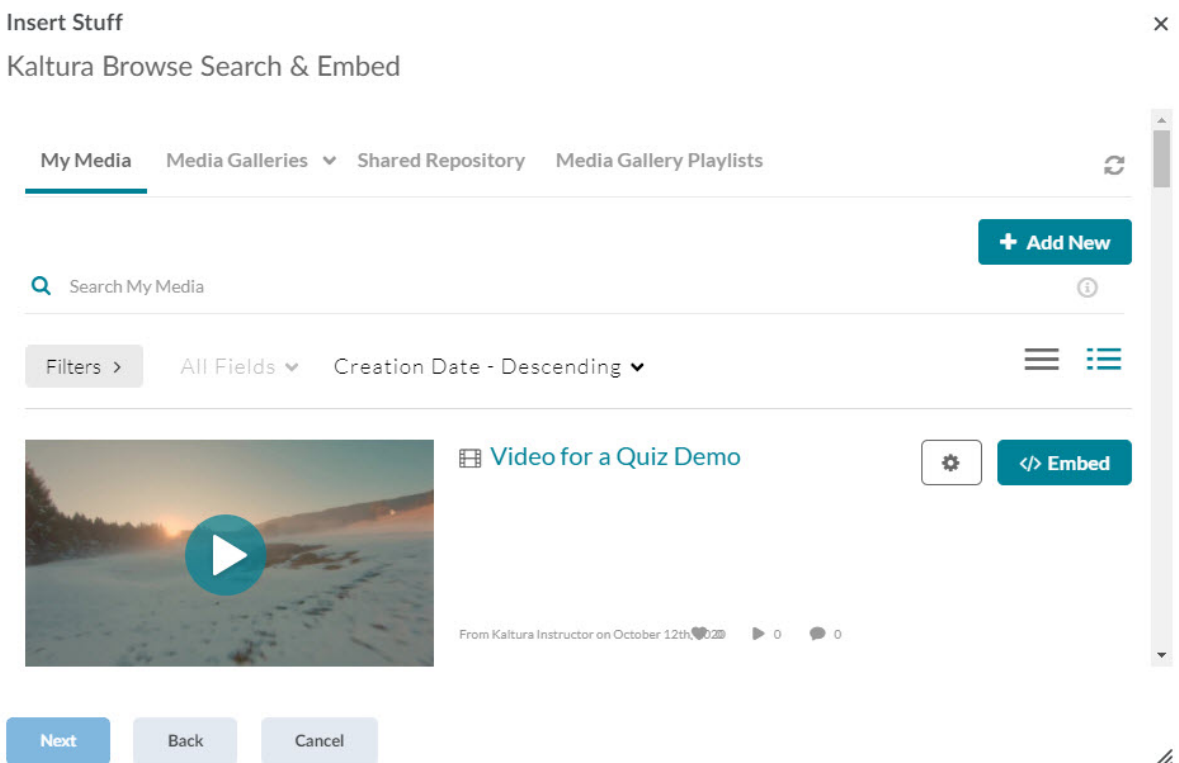 Insert Stuff
Kaltura Browse Search & Embed
My Media Media Galleries Shared Repository Media Gallery Playlists
+ Add New
Search My Media
Filters > All Fields Creation Date - Descending
Video for a Quiz Demo </> Embed
From Kaltura Instructor on October 12th, 0 0
Next Back Cancel